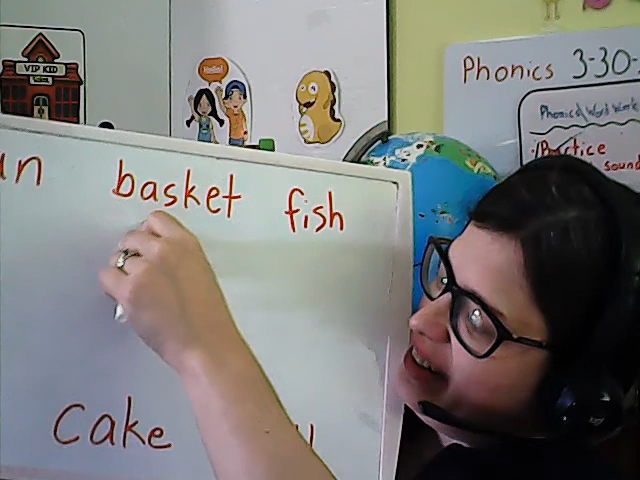 VIP KID
Phonics 3-30-
Phonics/Word Work
Practice
sound
basket fish
cake